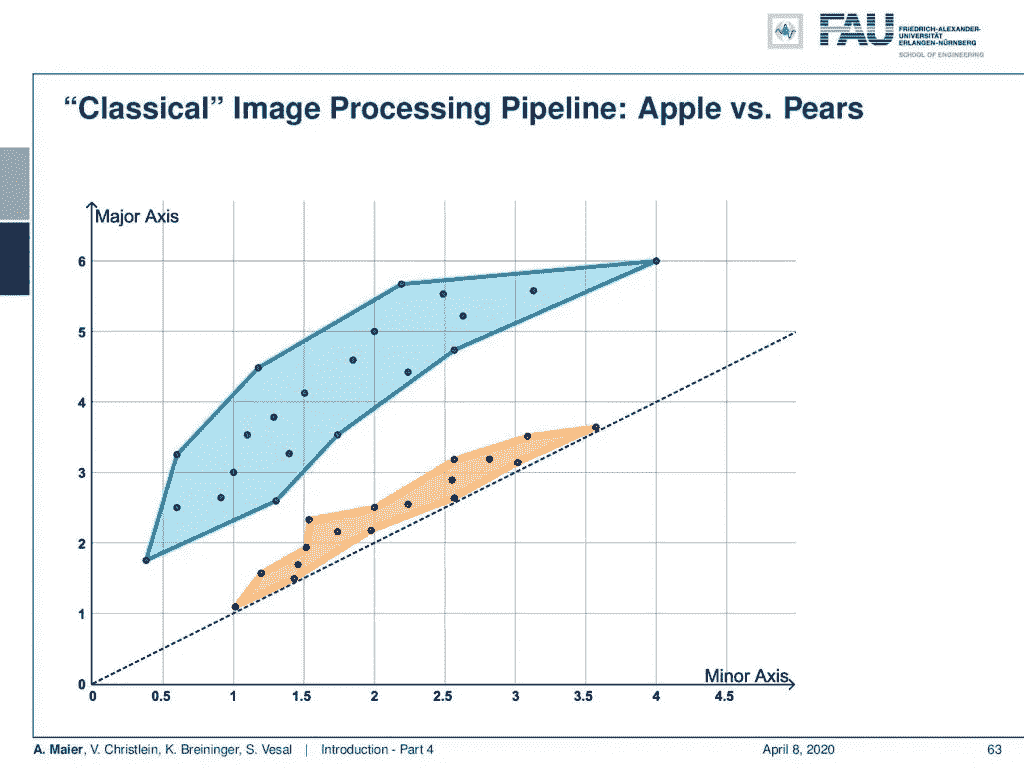 FAU
FRIEDRICH-ALEXANDER-
UNIVERSITÄT
ERLANGEN-NÜRNBERG
SCHOOL OF ENGINEERING
“Classical” Image Processing Pipeline: Apple vs. Pears
Major Axis
6
5
4
3
2
1
0
Minor Axis
0 0.5 1 1.5 2 2.5 3 3.5 4 4.5
A. Maier, V. Christlein, K. Breininger, S. Vesal | Introduction - Part 4 April 8, 2020 63